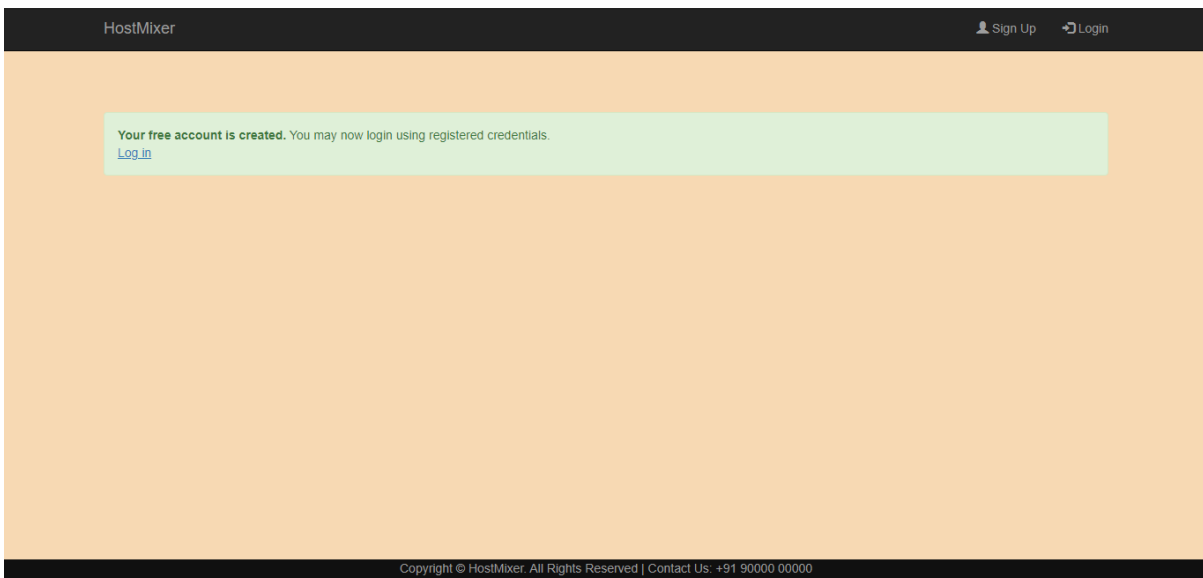 HostMixer
Sign Up
Login
Your free account is created. You may now login using registered credentials.
Log in
Copyright © HostMixer. All Rights Reserved | Contact Us: +91 90000 00000